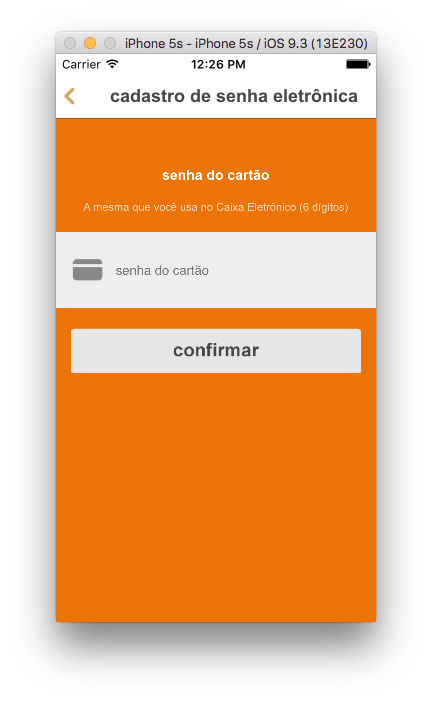 iPhone 5s - iPhone 5s / iOS 9.3 (13E230)
Carrier 12:26 PM
cadastro de senha eletrônica
senha do cartão
A mesma que você usa no Caixa Eletrônico (6 dígitos)
senha do cartão
confirmar